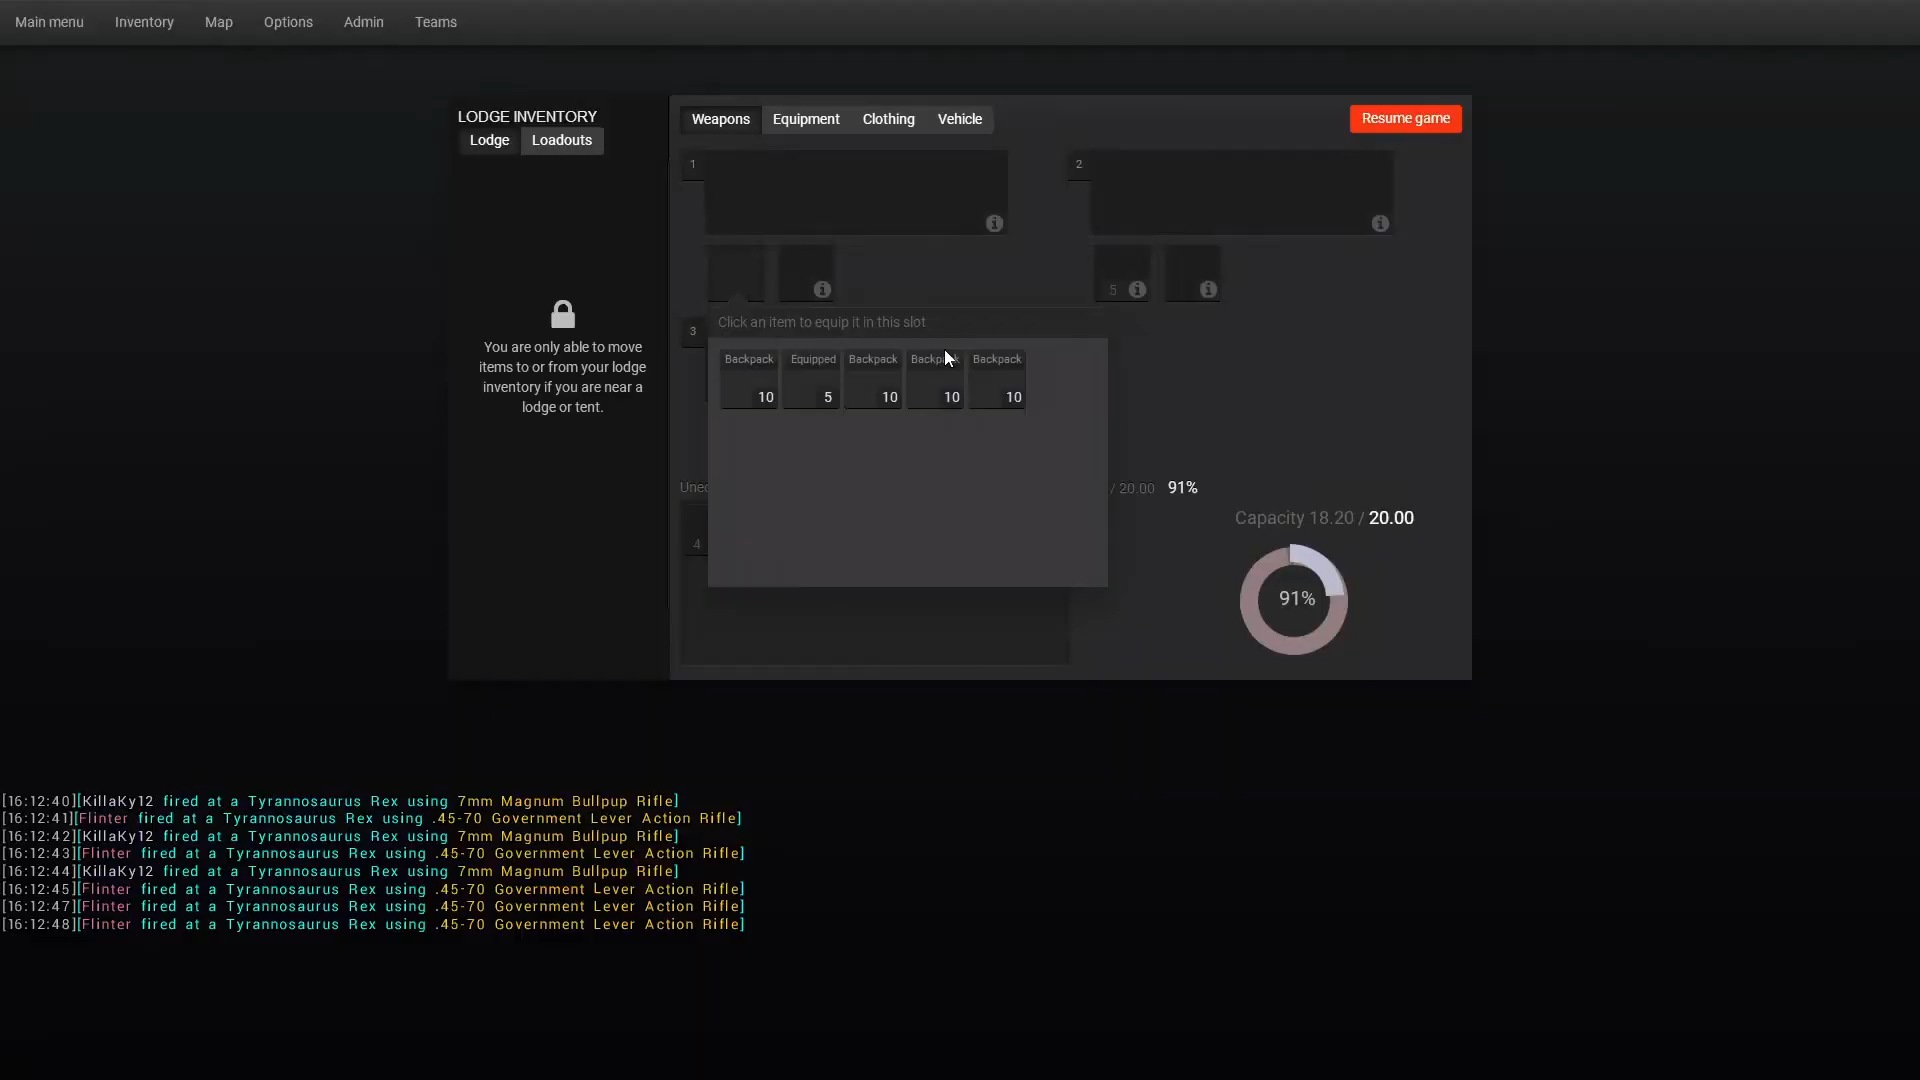 Main menu Inventory Map Options Admin Teams
LODGE INVENTORY
Lodge Loadouts
Weapons Equipment Clothing Vehicle
Resume game
1
2
5
Click an item to equip it in this slot
3
Backpack Equipped Backpack Backpack Backpack
10 5 10 10 10
You are only able to move
items to or from your lodge
inventory if you are near a
lodge or tent.
/ 20.00 91%
Capacity 18.20 / 20.00
4
91%
[16:12:40][KillaKy12 fired at a Tyrannosaurus Rex using 7mm Magnum Bullpup Rifle]
[16:12:41][Flinter fired at a Tyrannosaurus Rex using .45-70 Government Lever Action Rifle]
[16:12:42][KillaKy12 fired at a Tyrannosaurus Rex using 7mm Magnum Bullpup Rifle]
[16:12:43][Flinter fired at a Tyrannosaurus Rex using .45-70 Government Lever Action Rifle]
[16:12:44][KillaKy12 fired at a Tyrannosaurus Rex using 7mm Magnum Bullpup Rifle]
[16:12:45][Flinter fired at a Tyrannosaurus Rex using .45-70 Government Lever Action Rifle]
[16:12:47][Flinter fired at a Tyrannosaurus Rex using .45-70 Government Lever Action Rifle]
[16:12:48][Flinter fired at a Tyrannosaurus Rex using .45-70 Government Lever Action Rifle]